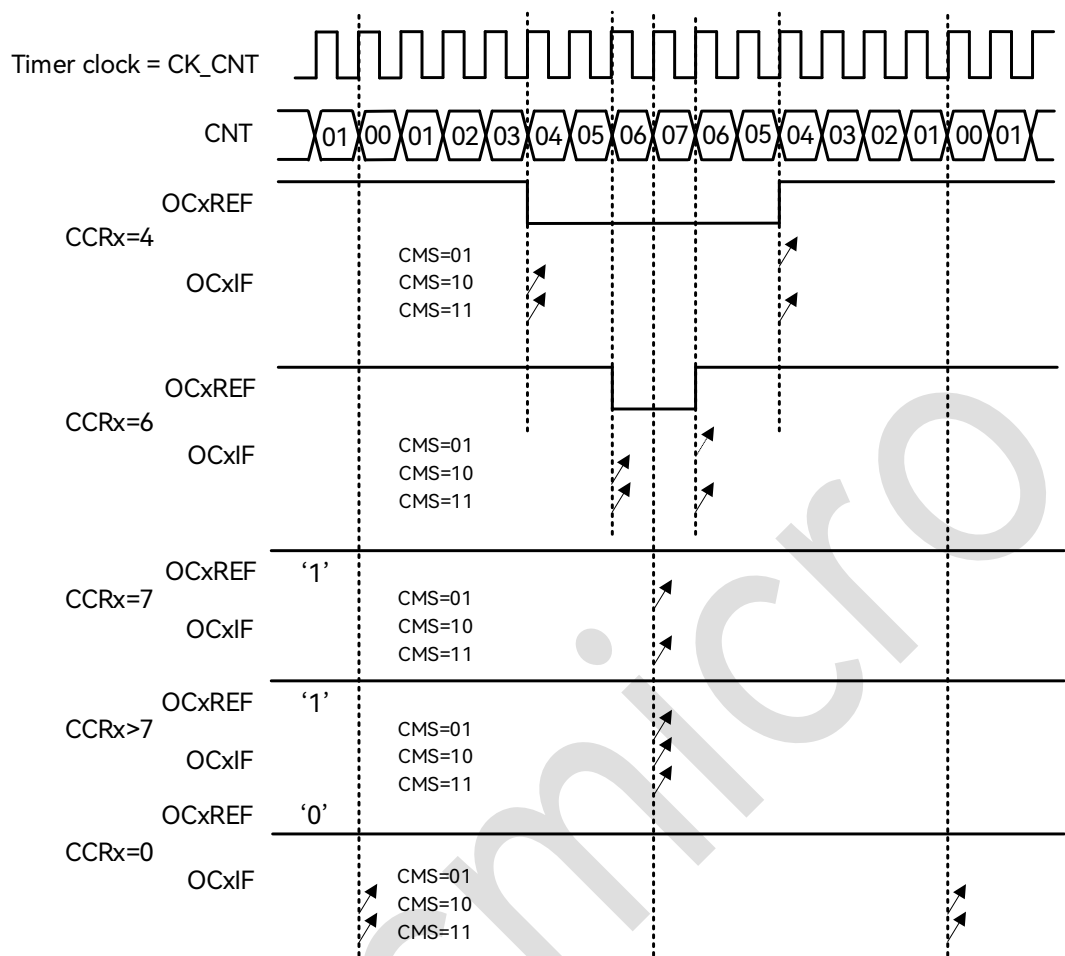 Timer clock = CK_CNT
CNT 01 00 01 02 03 04 05 06 07 06 05 04 03 02 01 00 01
OCxREF
CCRx=4
CMS=01
OCxIF CMS=10
CMS=11
OCxREF
CCRx=6
CMS=01
OCxIF CMS=10
CMS=11
OCxREF ‘1’
CCRx=7 CMS=01
OCxIF CMS=10
CMS=11
OCxREF ‘1’
CCRx>7 CMS=01
OCxIF CMS=10
CMS=11
OCxREF ‘0’
CCRx=0
OCxIF CMS=01
CMS=10
CMS=11
cmicro